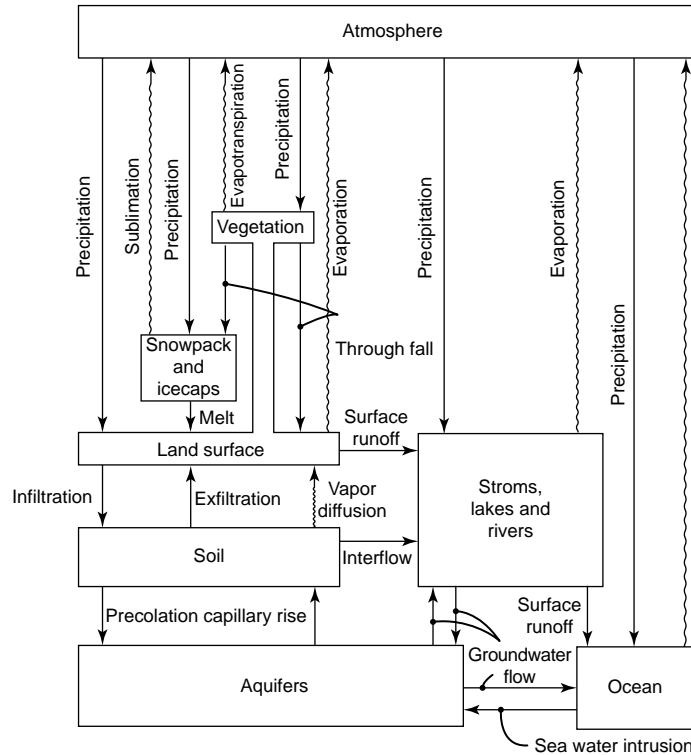 Atmosphere
Precipitation
Sublimation
Precipitation
Evapotranspiration
Precipitation
Evaporation
Precipitation
Evaporation
Precipitation
Vegetation
Through fall
Snowpack
and
icecaps
Melt
Land surface
Surface
runoff
Stroms,
lakes and
rivers
Infiltration
Exfiltration
Vapor
diffusion
Soil
Interflow
Precolation capillary rise
Surface
runoff
Groundwater
flow
Aquifers
Ocean
Sea water intrusion